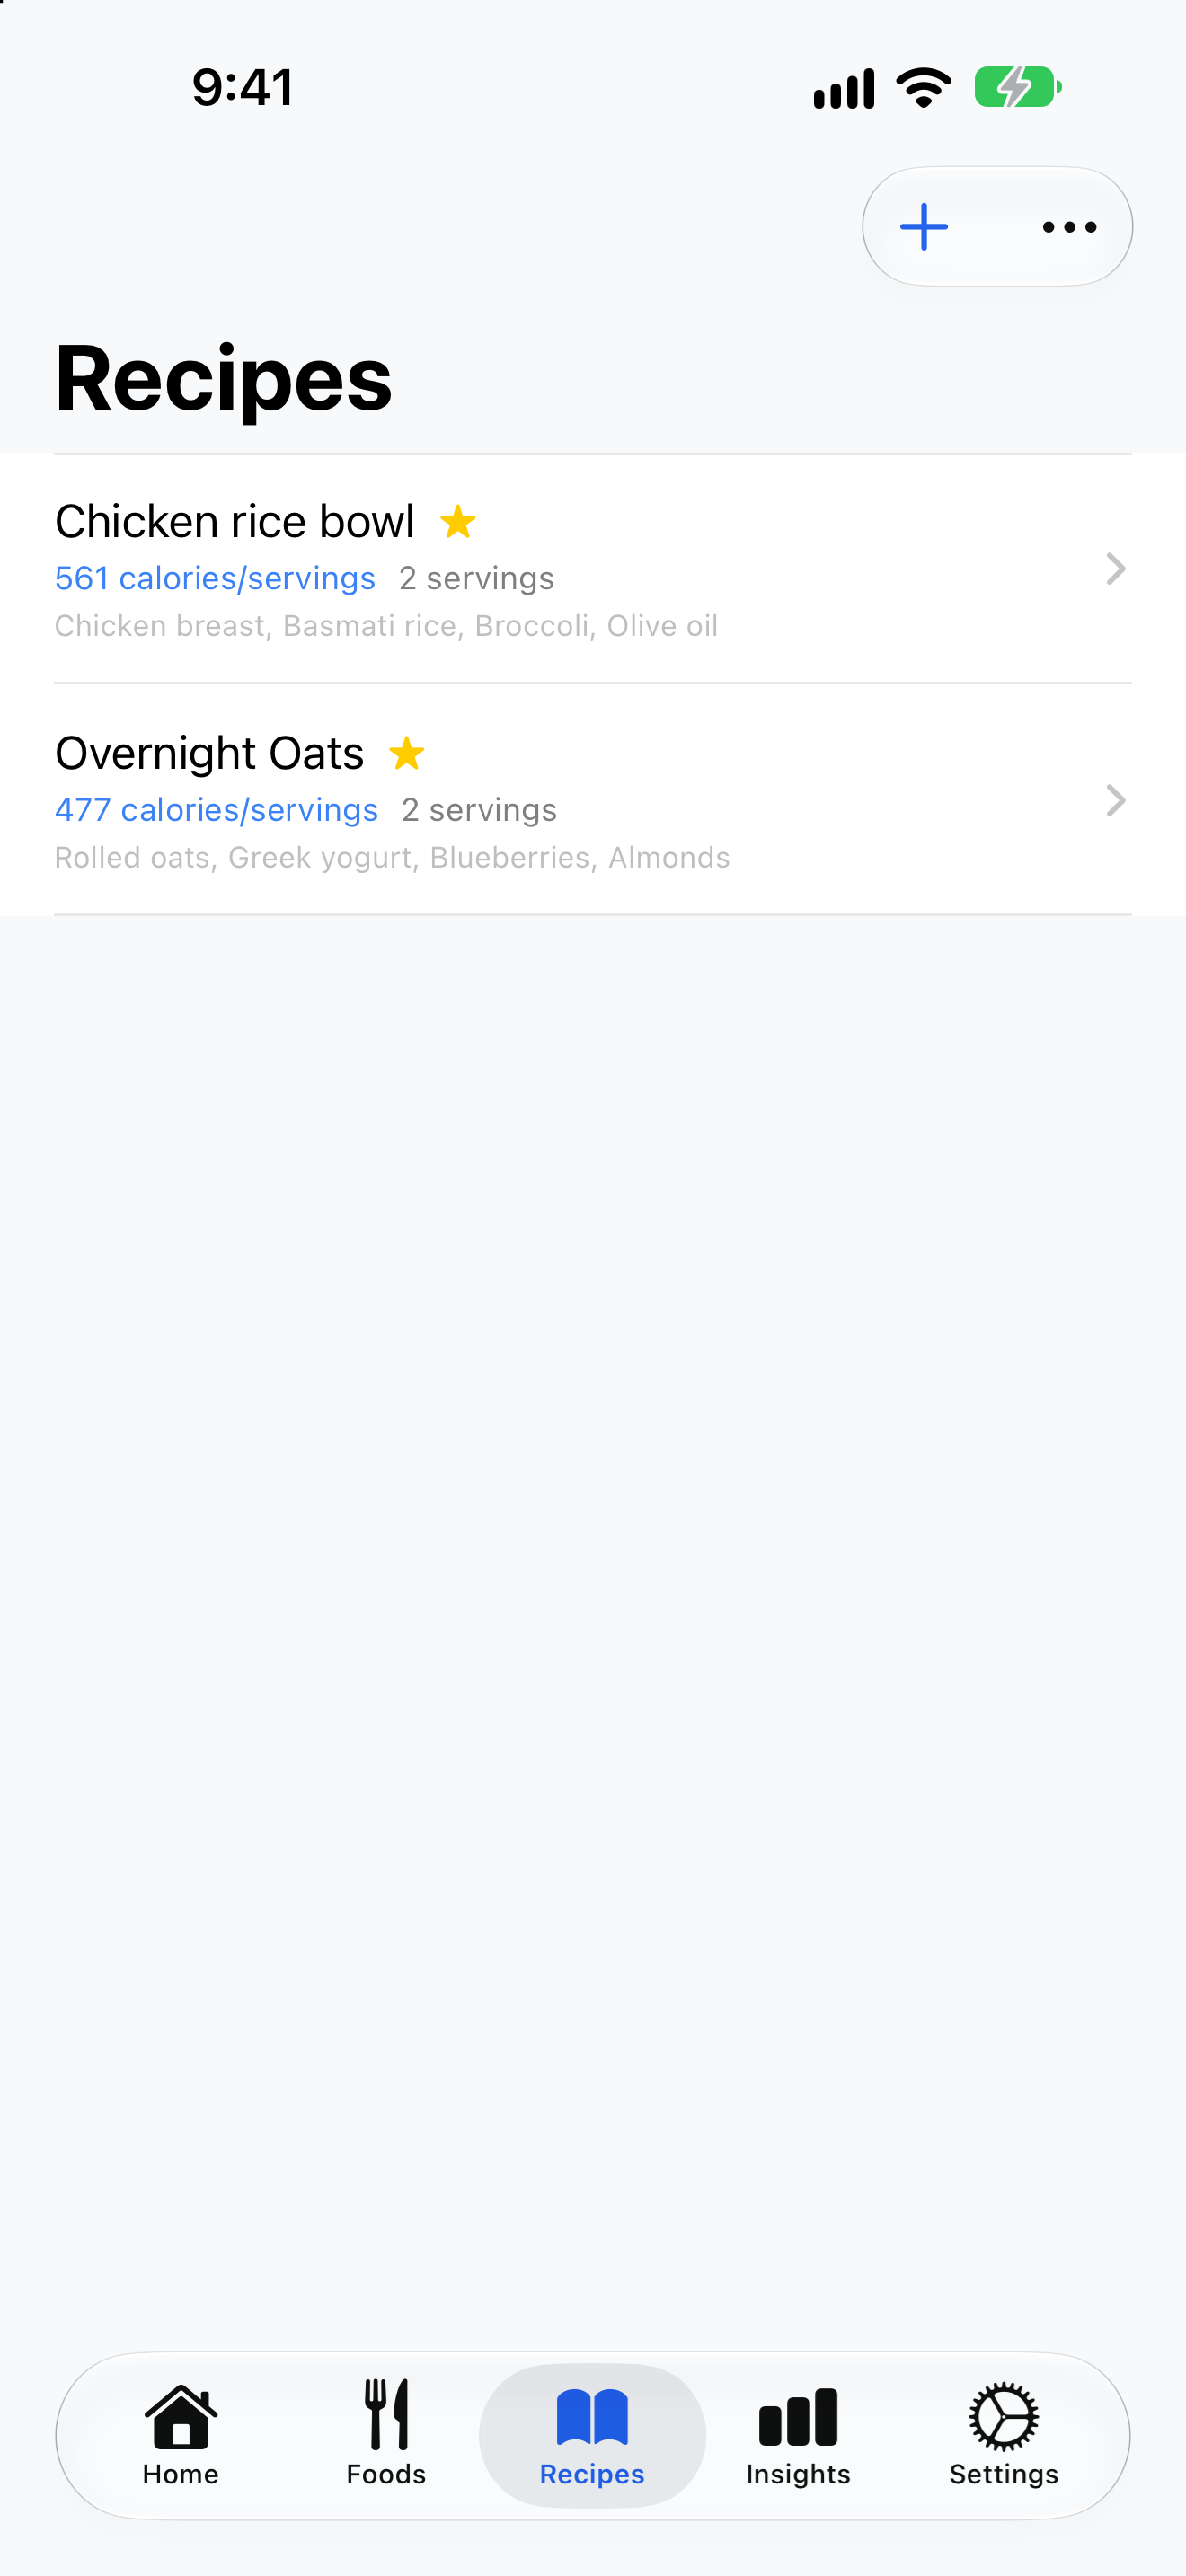 9:41
Recipes
Chicken rice bowl
561 calories/servings 2 servings
Chicken breast, Basmati rice, Broccoli, Olive oil
Overnight Oats
477 calories/servings 2 servings
Rolled oats, Greek yogurt, Blueberries, Almonds
Home Foods Recipes Insights Settings